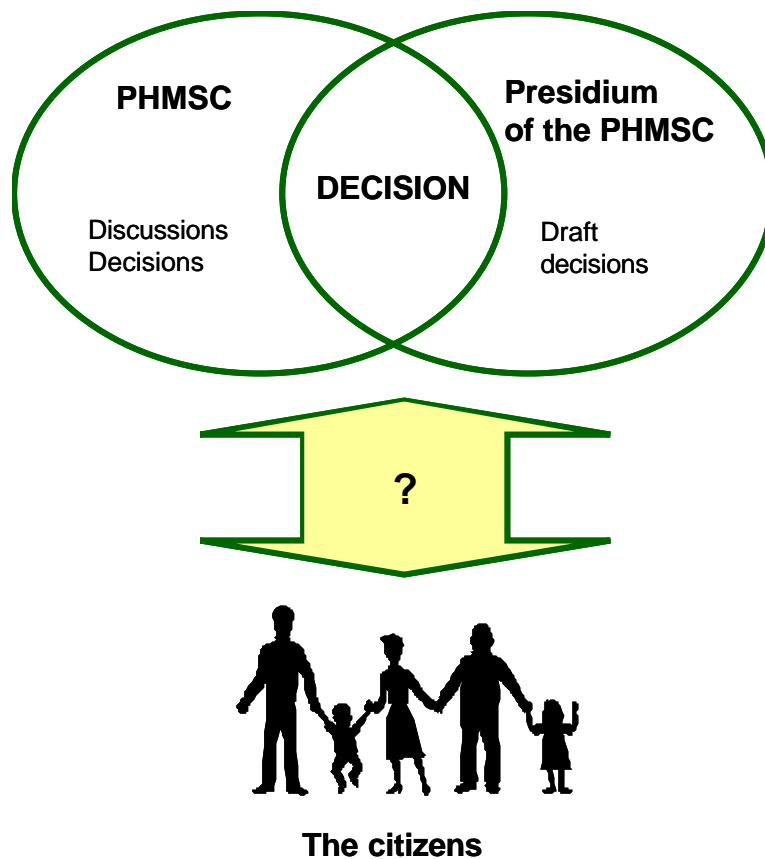 PHMSC
Discussions
Decisions
DECISION
Presidium
of the PHMSC
Draft
decisions
?
The citizens